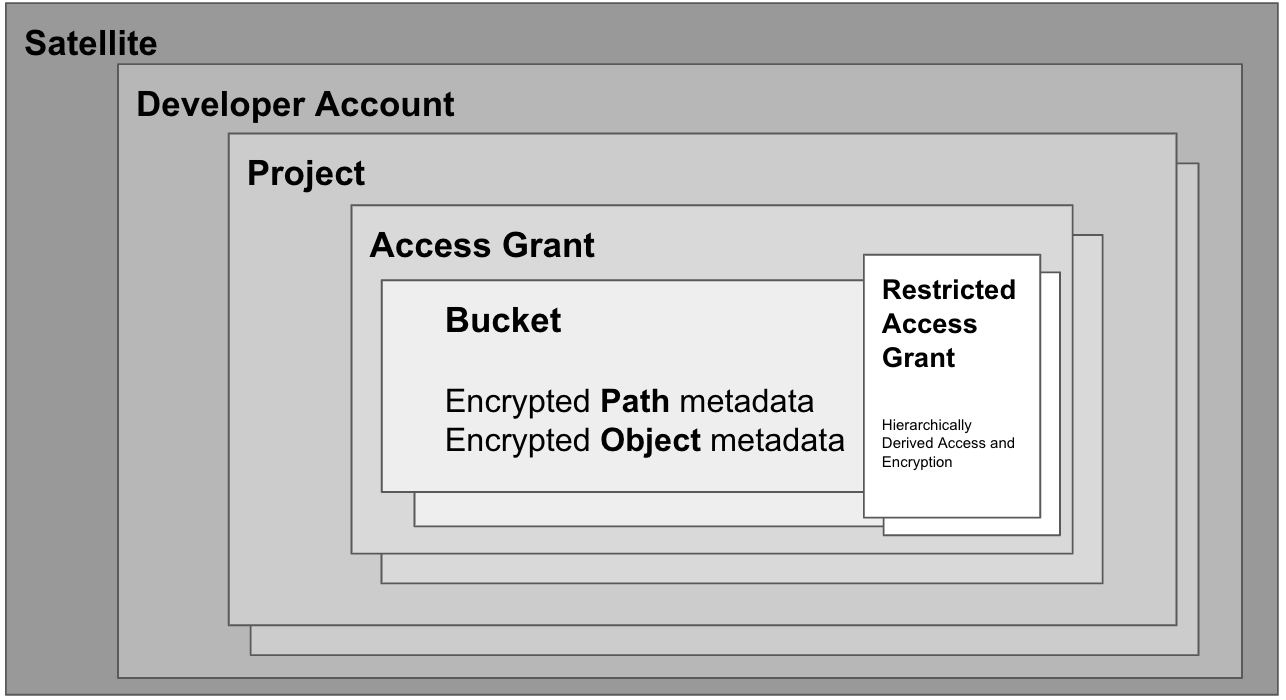 Satellite
Developer Account
Project
Access Grant
Bucket
Encrypted Path metadata
Encrypted Object metadata
Restricted
Access
Grant
Hierarchically
Derived Access and
Encryption